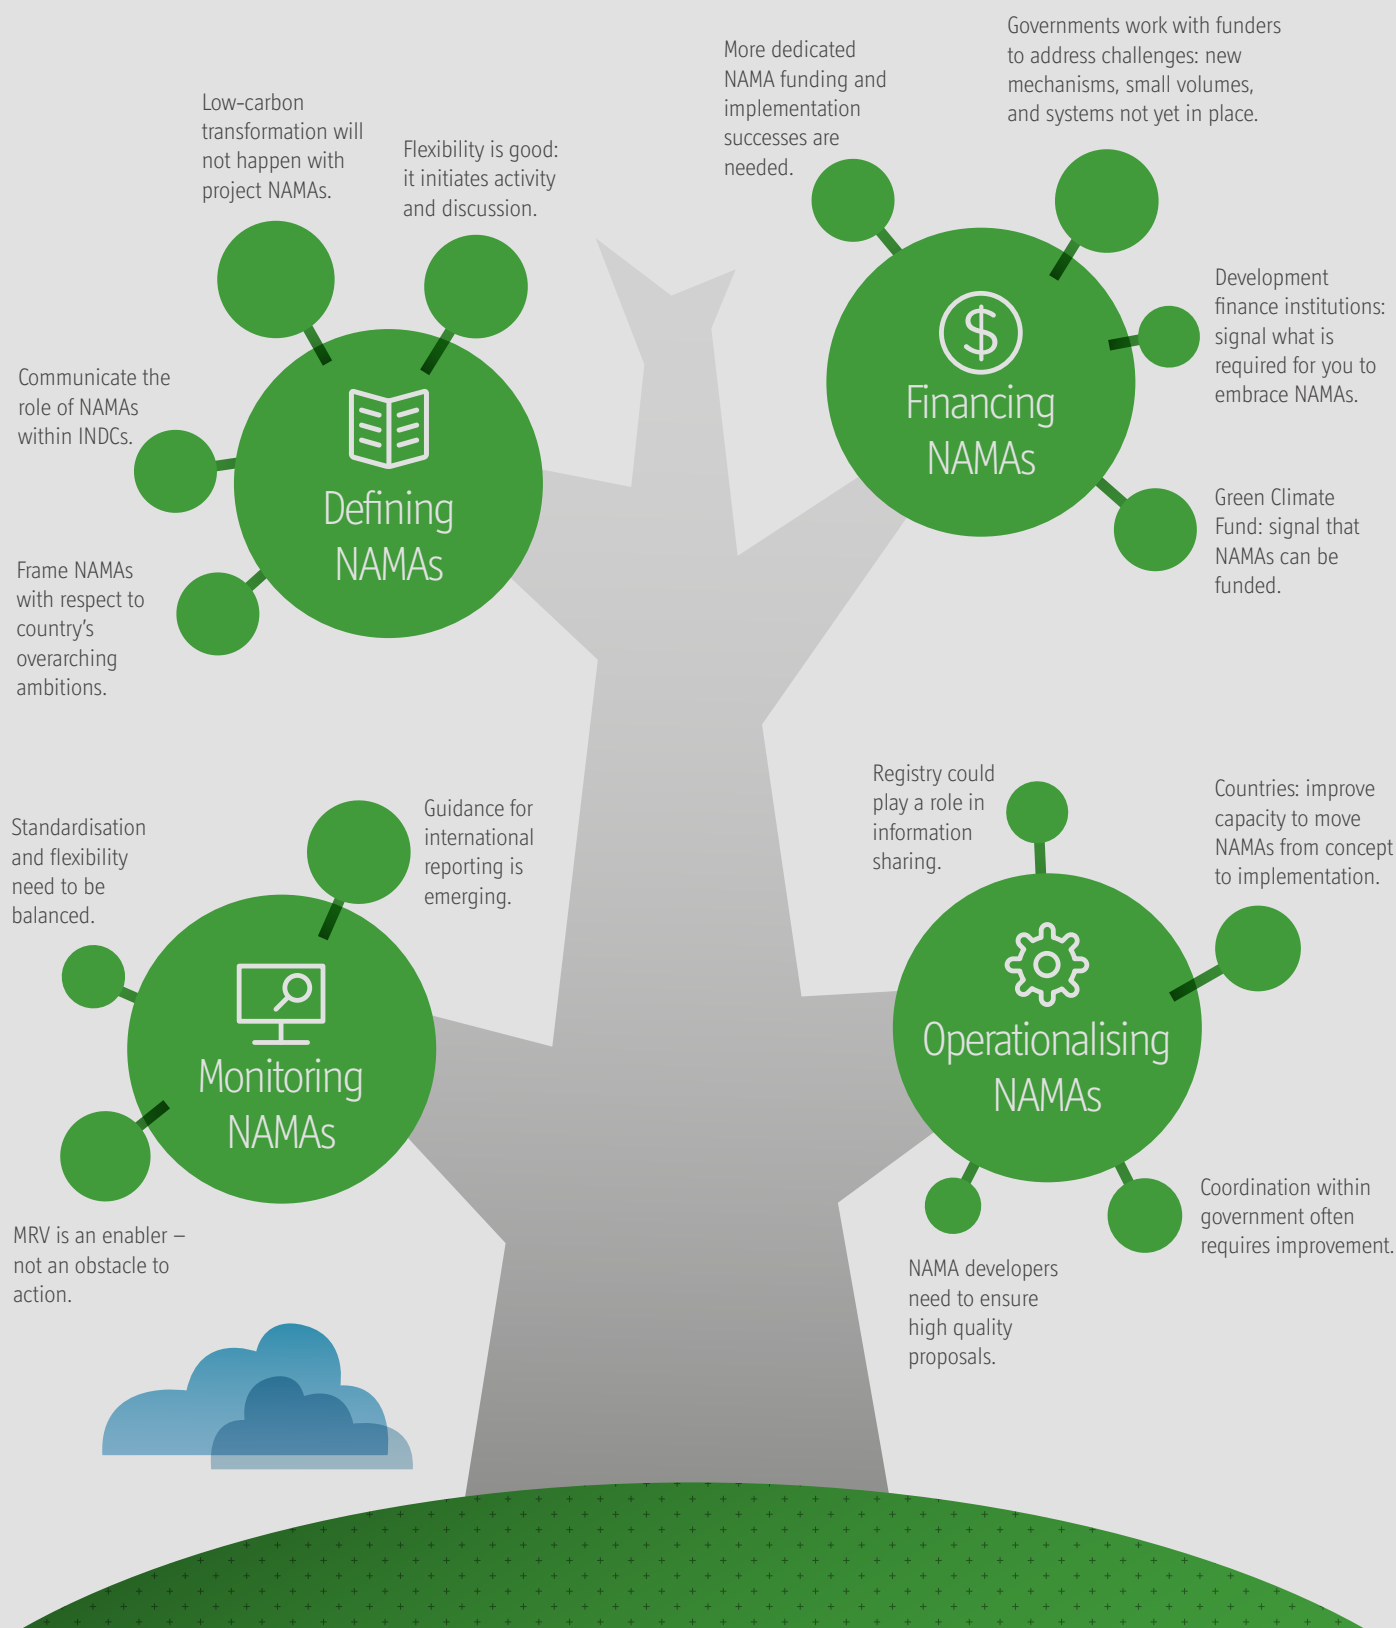 Low-carbon
transformation will
not happen with
project NAMAs.
Flexibility is good:
it initiates activity
and discussion.
Communicate the
role of NAMAs
within INDCs.
Frame NAMAs
with respect to
country's
overarching
ambitions.
Defining
NAMAs
More dedicated
NAMA funding and
implementation
successes are
needed.
Governments work with funders
to address challenges: new
mechanisms, small volumes,
and systems not yet in place.
Development
finance institutions:
signal what is
required for you to
embrace NAMAs.
Green Climate
Fund: signal that
NAMAs can be
funded.
$
Financing
NAMAs
Standardisation
and flexibility
need to be
balanced.
Guidance for
international
reporting is
emerging.
Monitoring
NAMAs
MRV is an enabler –
not an obstacle to
action.
Registry could
play a role in
information
sharing.
Countries: improve
capacity to move
NAMAs from concept
to implementation.
Operationalising
NAMAs
Coordination within
government often
requires improvement.
NAMA developers
need to ensure
high quality
proposals.